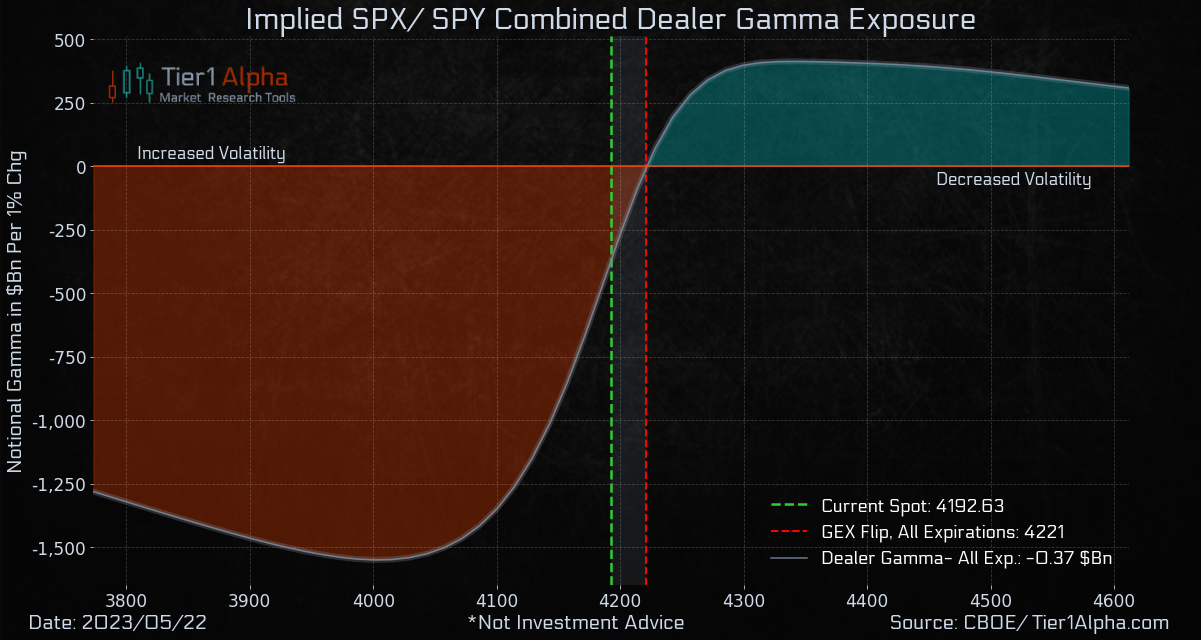 Implied SPX/ SPY Combined Dealer Gamma Exposure
Tier1 Alpha
Market Research Tools
Notional Gamma in $Bn Per 1% Chg
500
250
0
-250
-500
-750
-1,000
-1,250
-1,500
Increased Volatility
Decreased Volatility
Current Spot: 4192.63
GEX Flip, All Expirations: 4221
Dealer Gamma- All Exp.: -0.37 $Bn
3800 3900 4000 4100 4200 4300 4400 4500 4600
Date: 2023/05/22 *Not Investment Advice Source: CBOE/ Tier1Alpha.com